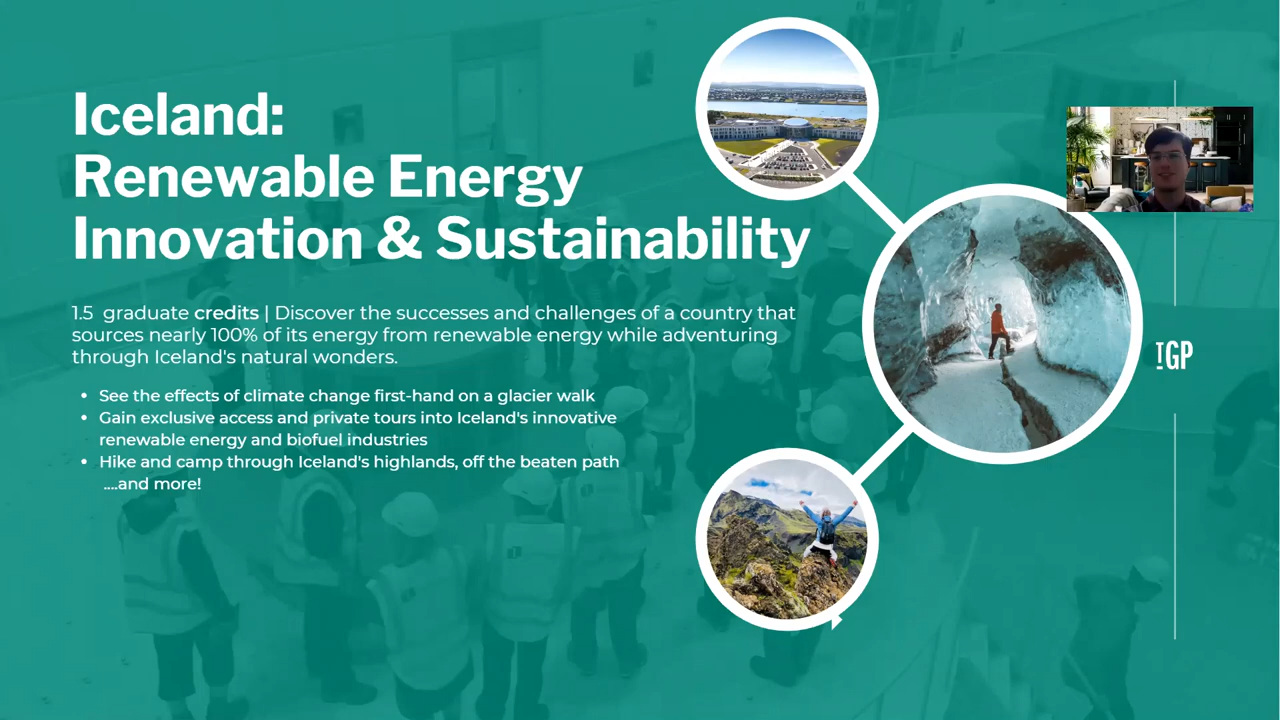 Iceland:
Renewable Energy
Innovation & Sustainability
1.5 graduate credits | Discover the successes and challenges of a country that
sources nearly 100% of its energy from renewable energy while adventuring
through Iceland's natural wonders.
• See the effects of climate change first-hand on a glacier walk
• Gain exclusive access and private tours into Iceland's innovative
renewable energy and biofuel industries
• Hike and camp through Iceland's highlands, off the beaten path
....and more!
TGP